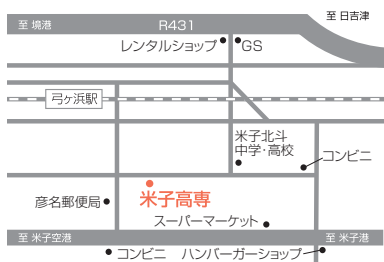 至 日吉津
至 境港
R431
レンタルショップ
GS
弓ヶ浜駅
米子北斗
中学・高校
コンビニ
彦名郵便局
米子高専
スーパーマーケット
至 米子空港
至 米子港
コンビニ
ハンバーガーショップ